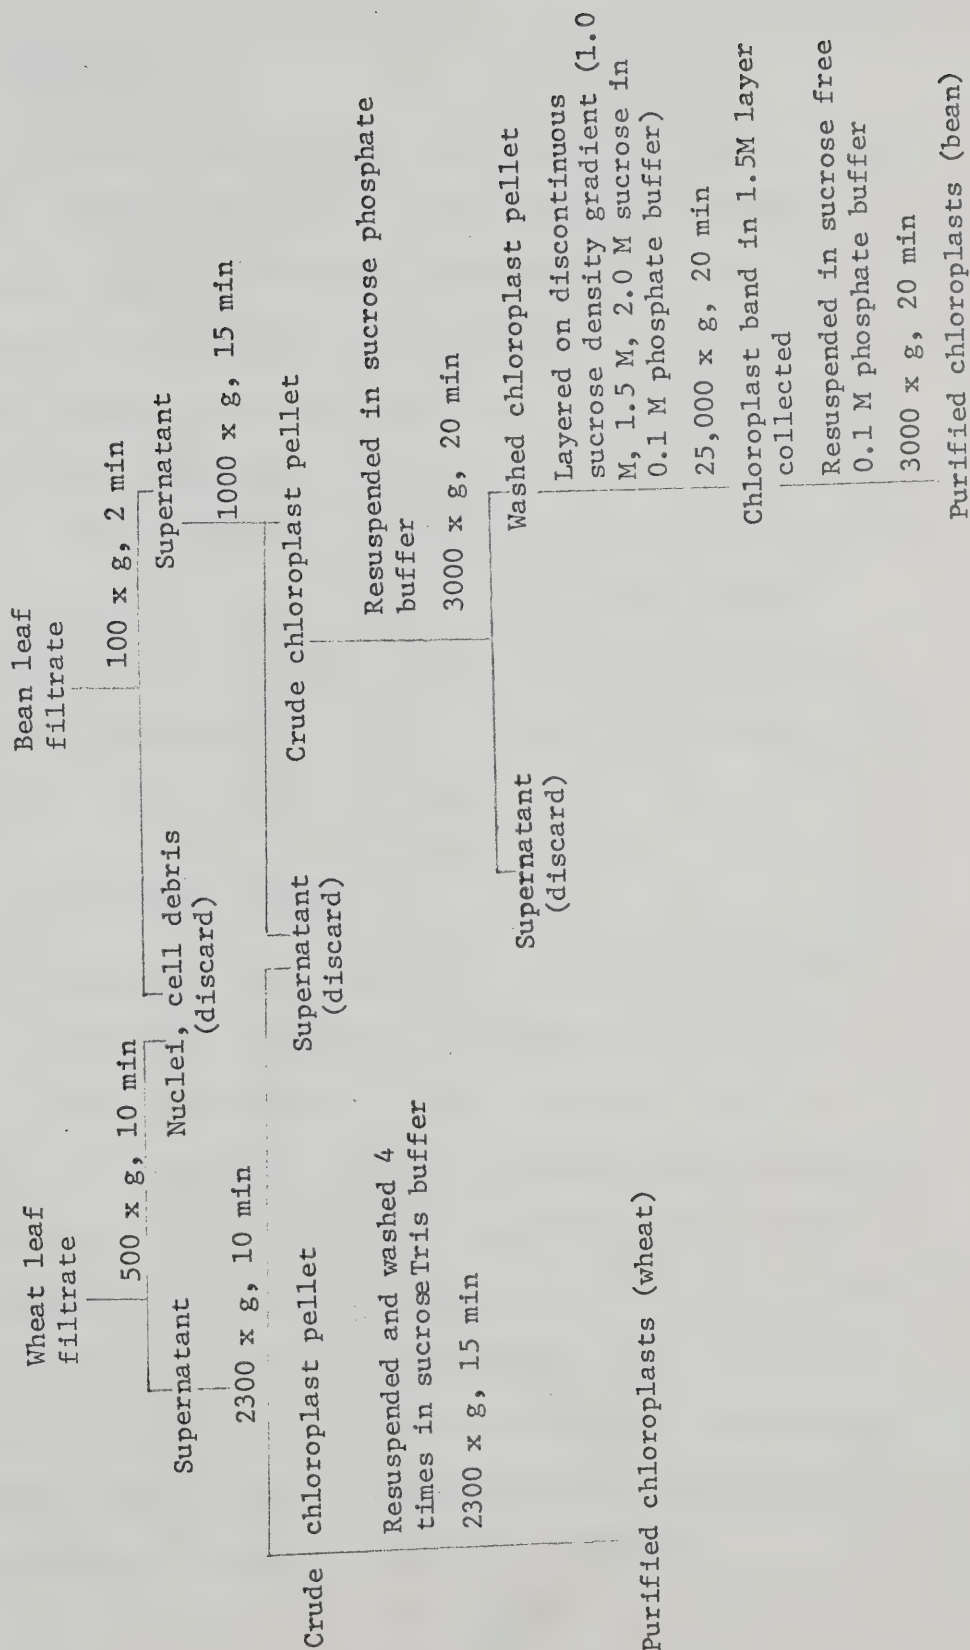 Wheat leaf
filtrate
500 x g, 10 min
Supernatant
Nuclei, cell debris
(discard)
2300 x g, 10 min
Crude chloroplast pellet
Supernatant
(discard)
Resuspended and washed 4
times in sucroseTris buffer
2300 x g, 15 min
Purified chloroplasts (wheat)
Bean leaf
filtrate
100 x g, 2 min
Supernatant
1000 x g, 15 min
Crude chloroplast pellet
Resuspended in sucrose phosphate
buffer
3000 x g, 20 min
Supernatant
(discard)
Washed chloroplast pellet
Layered on discontinuous
sucrose density gradient (1.0
M, 1.5 M, 2.0 M sucrose in
0.1 M phosphate buffer)
25,000 x g, 20 min
Chloroplast band in 1.5M layer
collected
Resuspended in sucrose free
0.1 M phosphate buffer
3000 x g, 20 min
Purified chloroplasts (bean)